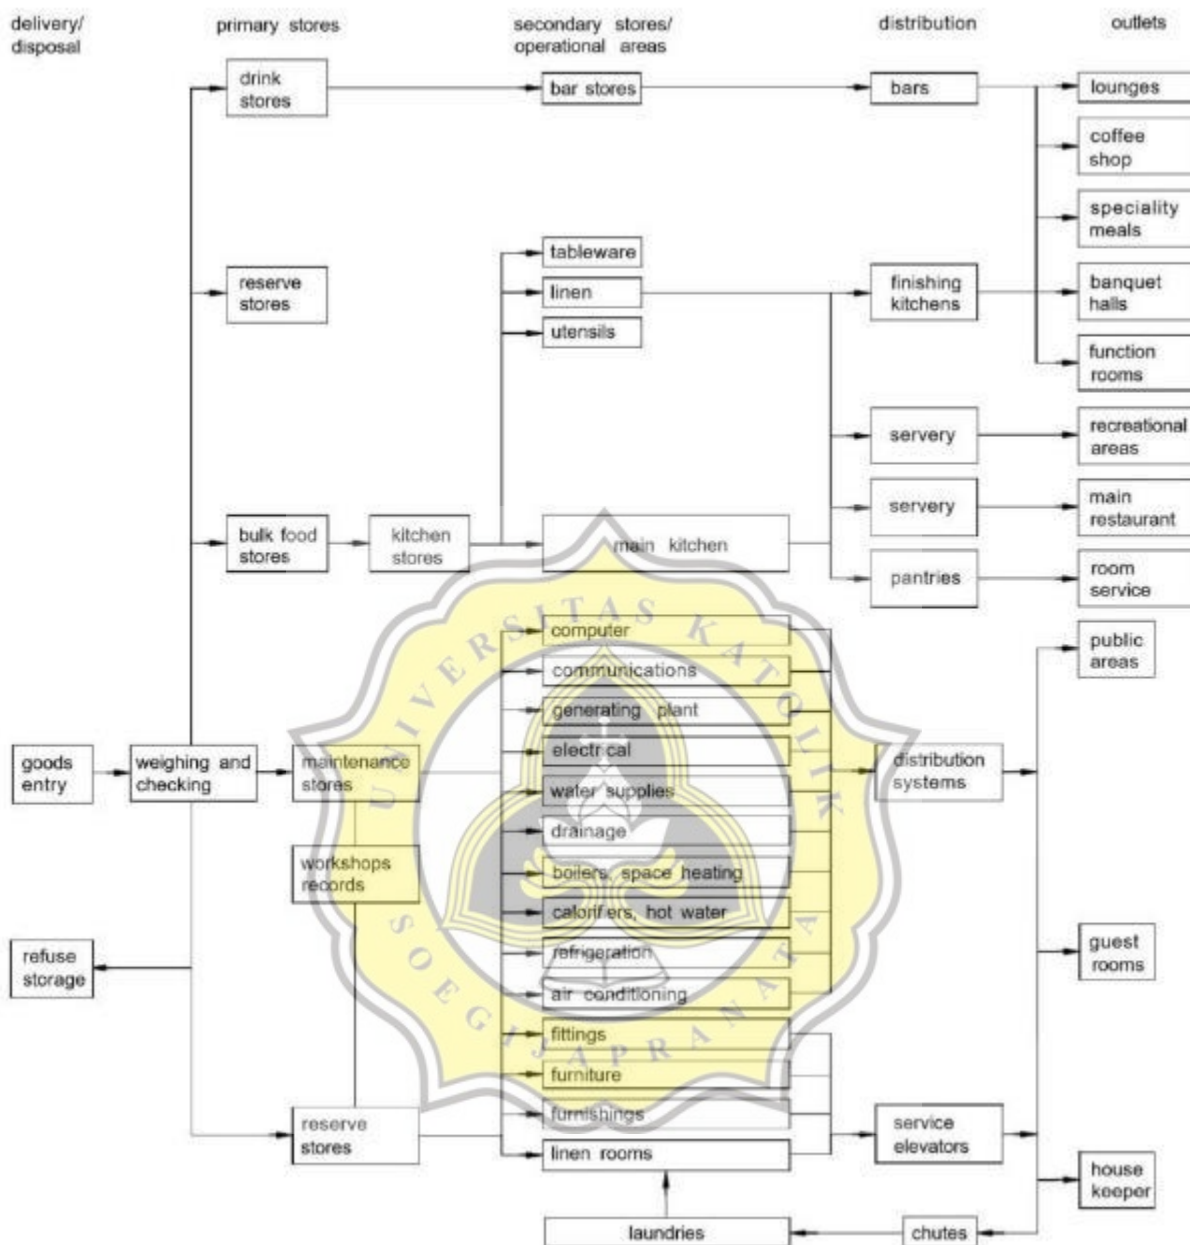 delivery/
disposal
primary stores
secondary stores/
operational areas
distribution
outlets
drink
stores
bar stores
bars
lounges
coffee
shop
speciality
meals
tableware
reserve
stores
linen
finishing
kitchens
banquet
halls
utensils
function
rooms
servery
recreational
areas
servery
main
restaurant
bulk food
stores
kitchen
stores
main kitchen
pantries
room
service
computer
public
areas
communications
generating plant
goods
entry
weighing and
checking
maintenance
stores
electrical
distribution
systems
water supplies
drainage
workshops
records
boilers, space heating
calorifiers, hot water
refuse
storage
refrigeration
guest
rooms
air conditioning
fittings
furniture
reserve
stores
furnishings
service
elevators
linen rooms
house
keeper
laundries
chutes
UNIVERSITAS KATOLIK
SOEGIJAPRANATA